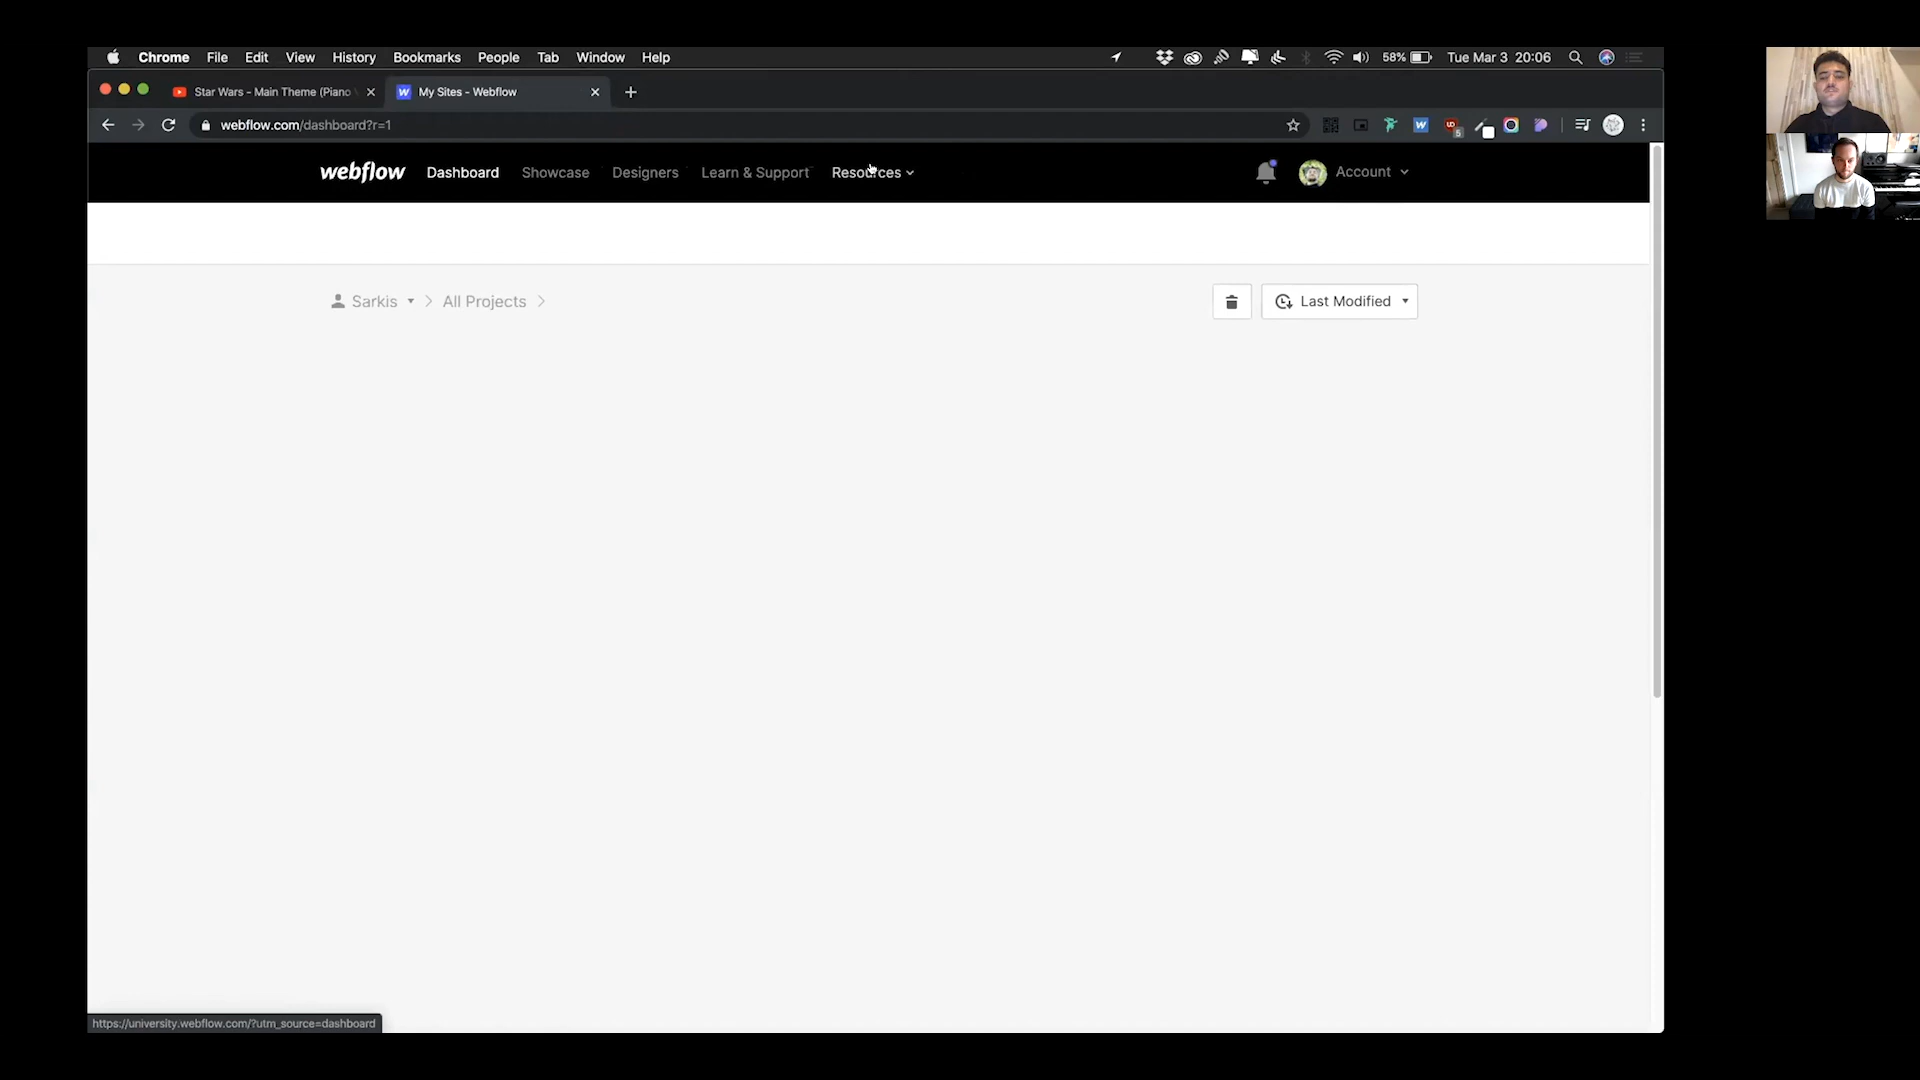 Chrome File Edit View History Bookmarks People Tab Window Help 58% Tue Mar 3 20:06
Star Wars - Main Theme (Piano My Sites - Webflow
webflow.com/dashboard?r=1
5
webflow Dashboard Showcase Designers Learn & Support Resources Account
Sarkis All Projects Last Modified
https://university.webflow.com/?utm_source=dashboard